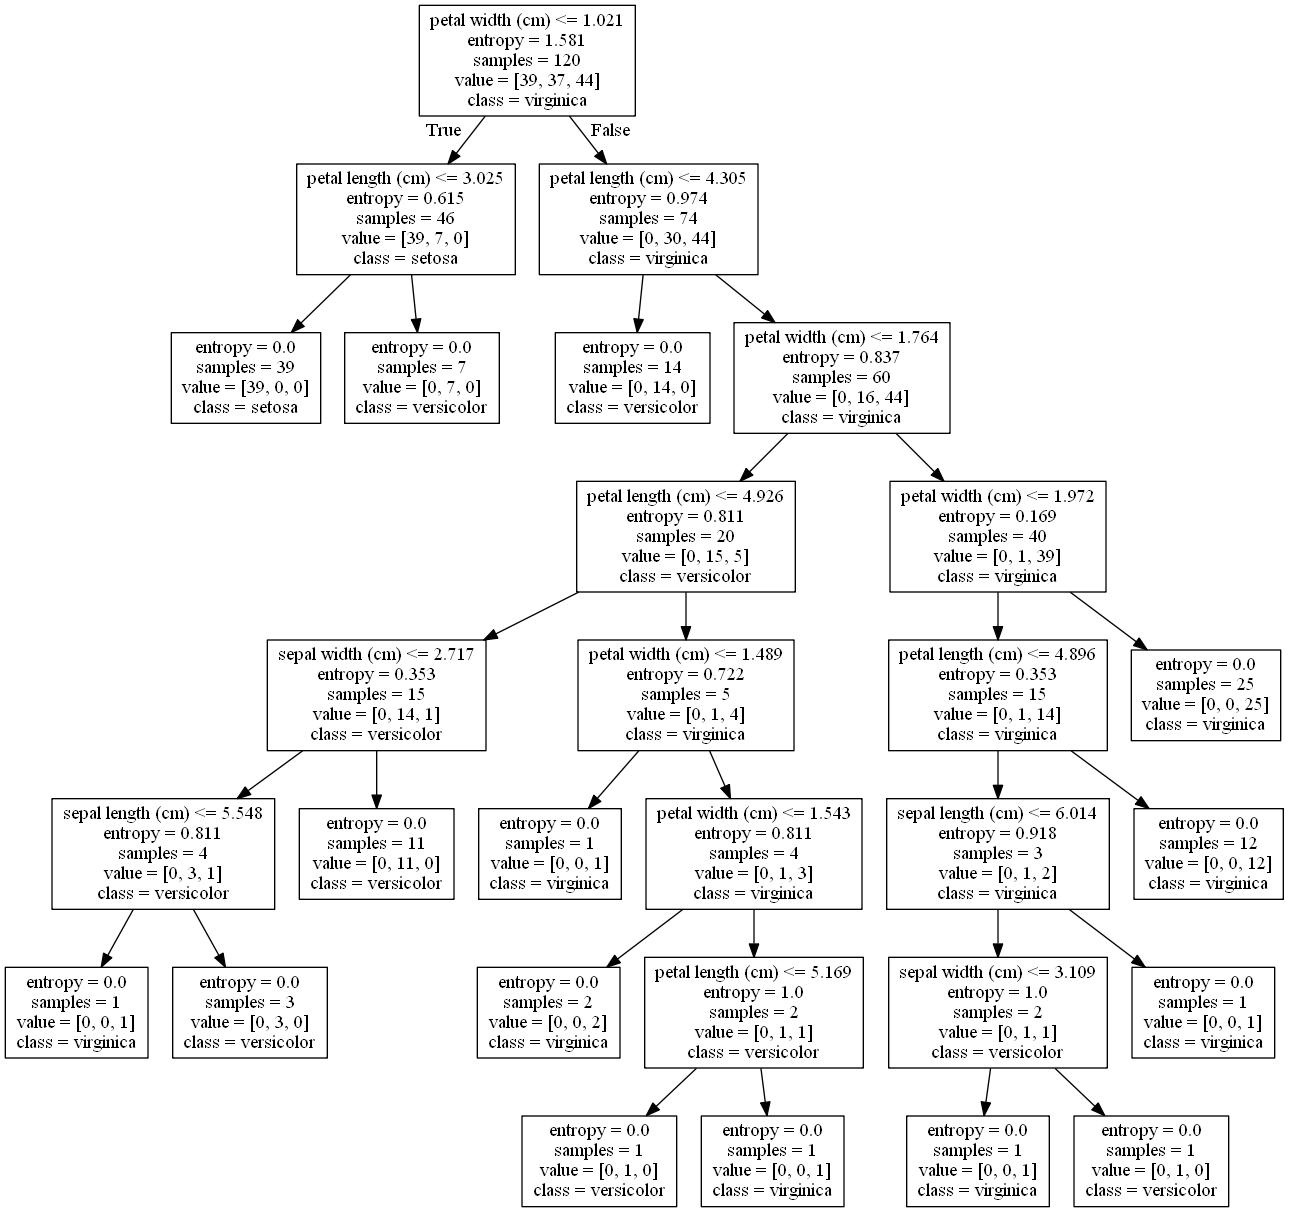 petal width (cm) <= 1.021
entropy = 1.581
samples = 120
value = [39, 37, 44]
class = virginica
True
False
petal length (cm) <= 3.025
entropy = 0.615
samples = 46
value = [39, 7, 0]
class = setosa
petal length (cm) <= 4.305
entropy = 0.974
samples = 74
value = [0, 30, 44]
class = virginica
entropy = 0.0
samples = 39
value = [39, 0, 0]
class = setosa
entropy = 0.0
samples = 7
value = [0, 7, 0]
class = versicolor
entropy = 0.0
samples = 14
value = [0, 14, 0]
class = versicolor
petal width (cm) <= 1.764
entropy = 0.837
samples = 60
value = [0, 16, 44]
class = virginica
petal length (cm) <= 4.926
entropy = 0.811
samples = 20
value = [0, 15, 5]
class = versicolor
petal width (cm) <= 1.972
entropy = 0.169
samples = 40
value = [0, 1, 39]
class = virginica
sepal width (cm) <= 2.717
entropy = 0.353
samples = 15
value = [0, 14, 1]
class = versicolor
petal width (cm) <= 1.489
entropy = 0.722
samples = 5
value = [0, 1, 4]
class = virginica
petal length (cm) <= 4.896
entropy = 0.353
samples = 15
value = [0, 1, 14]
class = virginica
entropy = 0.0
samples = 25
value = [0, 0, 25]
class = virginica
sepal length (cm) <= 5.548
entropy = 0.811
samples = 4
value = [0, 3, 1]
class = versicolor
entropy = 0.0
samples = 11
value = [0, 11, 0]
class = versicolor
entropy = 0.0
samples = 1
value = [0, 0, 1]
class = virginica
petal width (cm) <= 1.543
entropy = 0.811
samples = 4
value = [0, 1, 3]
class = virginica
sepal length (cm) <= 6.014
entropy = 0.918
samples = 3
value = [0, 1, 2]
class = virginica
entropy = 0.0
samples = 12
value = [0, 0, 12]
class = virginica
entropy = 0.0
samples = 1
value = [0, 0, 1]
class = virginica
entropy = 0.0
samples = 3
value = [0, 3, 0]
class = versicolor
entropy = 0.0
samples = 2
value = [0, 0, 2]
class = virginica
petal length (cm) <= 5.169
entropy = 1.0
samples = 2
value = [0, 1, 1]
class = versicolor
sepal width (cm) <= 3.109
entropy = 1.0
samples = 2
value = [0, 1, 1]
class = versicolor
entropy = 0.0
samples = 1
value = [0, 0, 1]
class = virginica
entropy = 0.0
samples = 1
value = [0, 1, 0]
class = versicolor
entropy = 0.0
samples = 1
value = [0, 0, 1]
class = virginica
entropy = 0.0
samples = 1
value = [0, 0, 1]
class = virginica
entropy = 0.0
samples = 1
value = [0, 1, 0]
class = versicolor